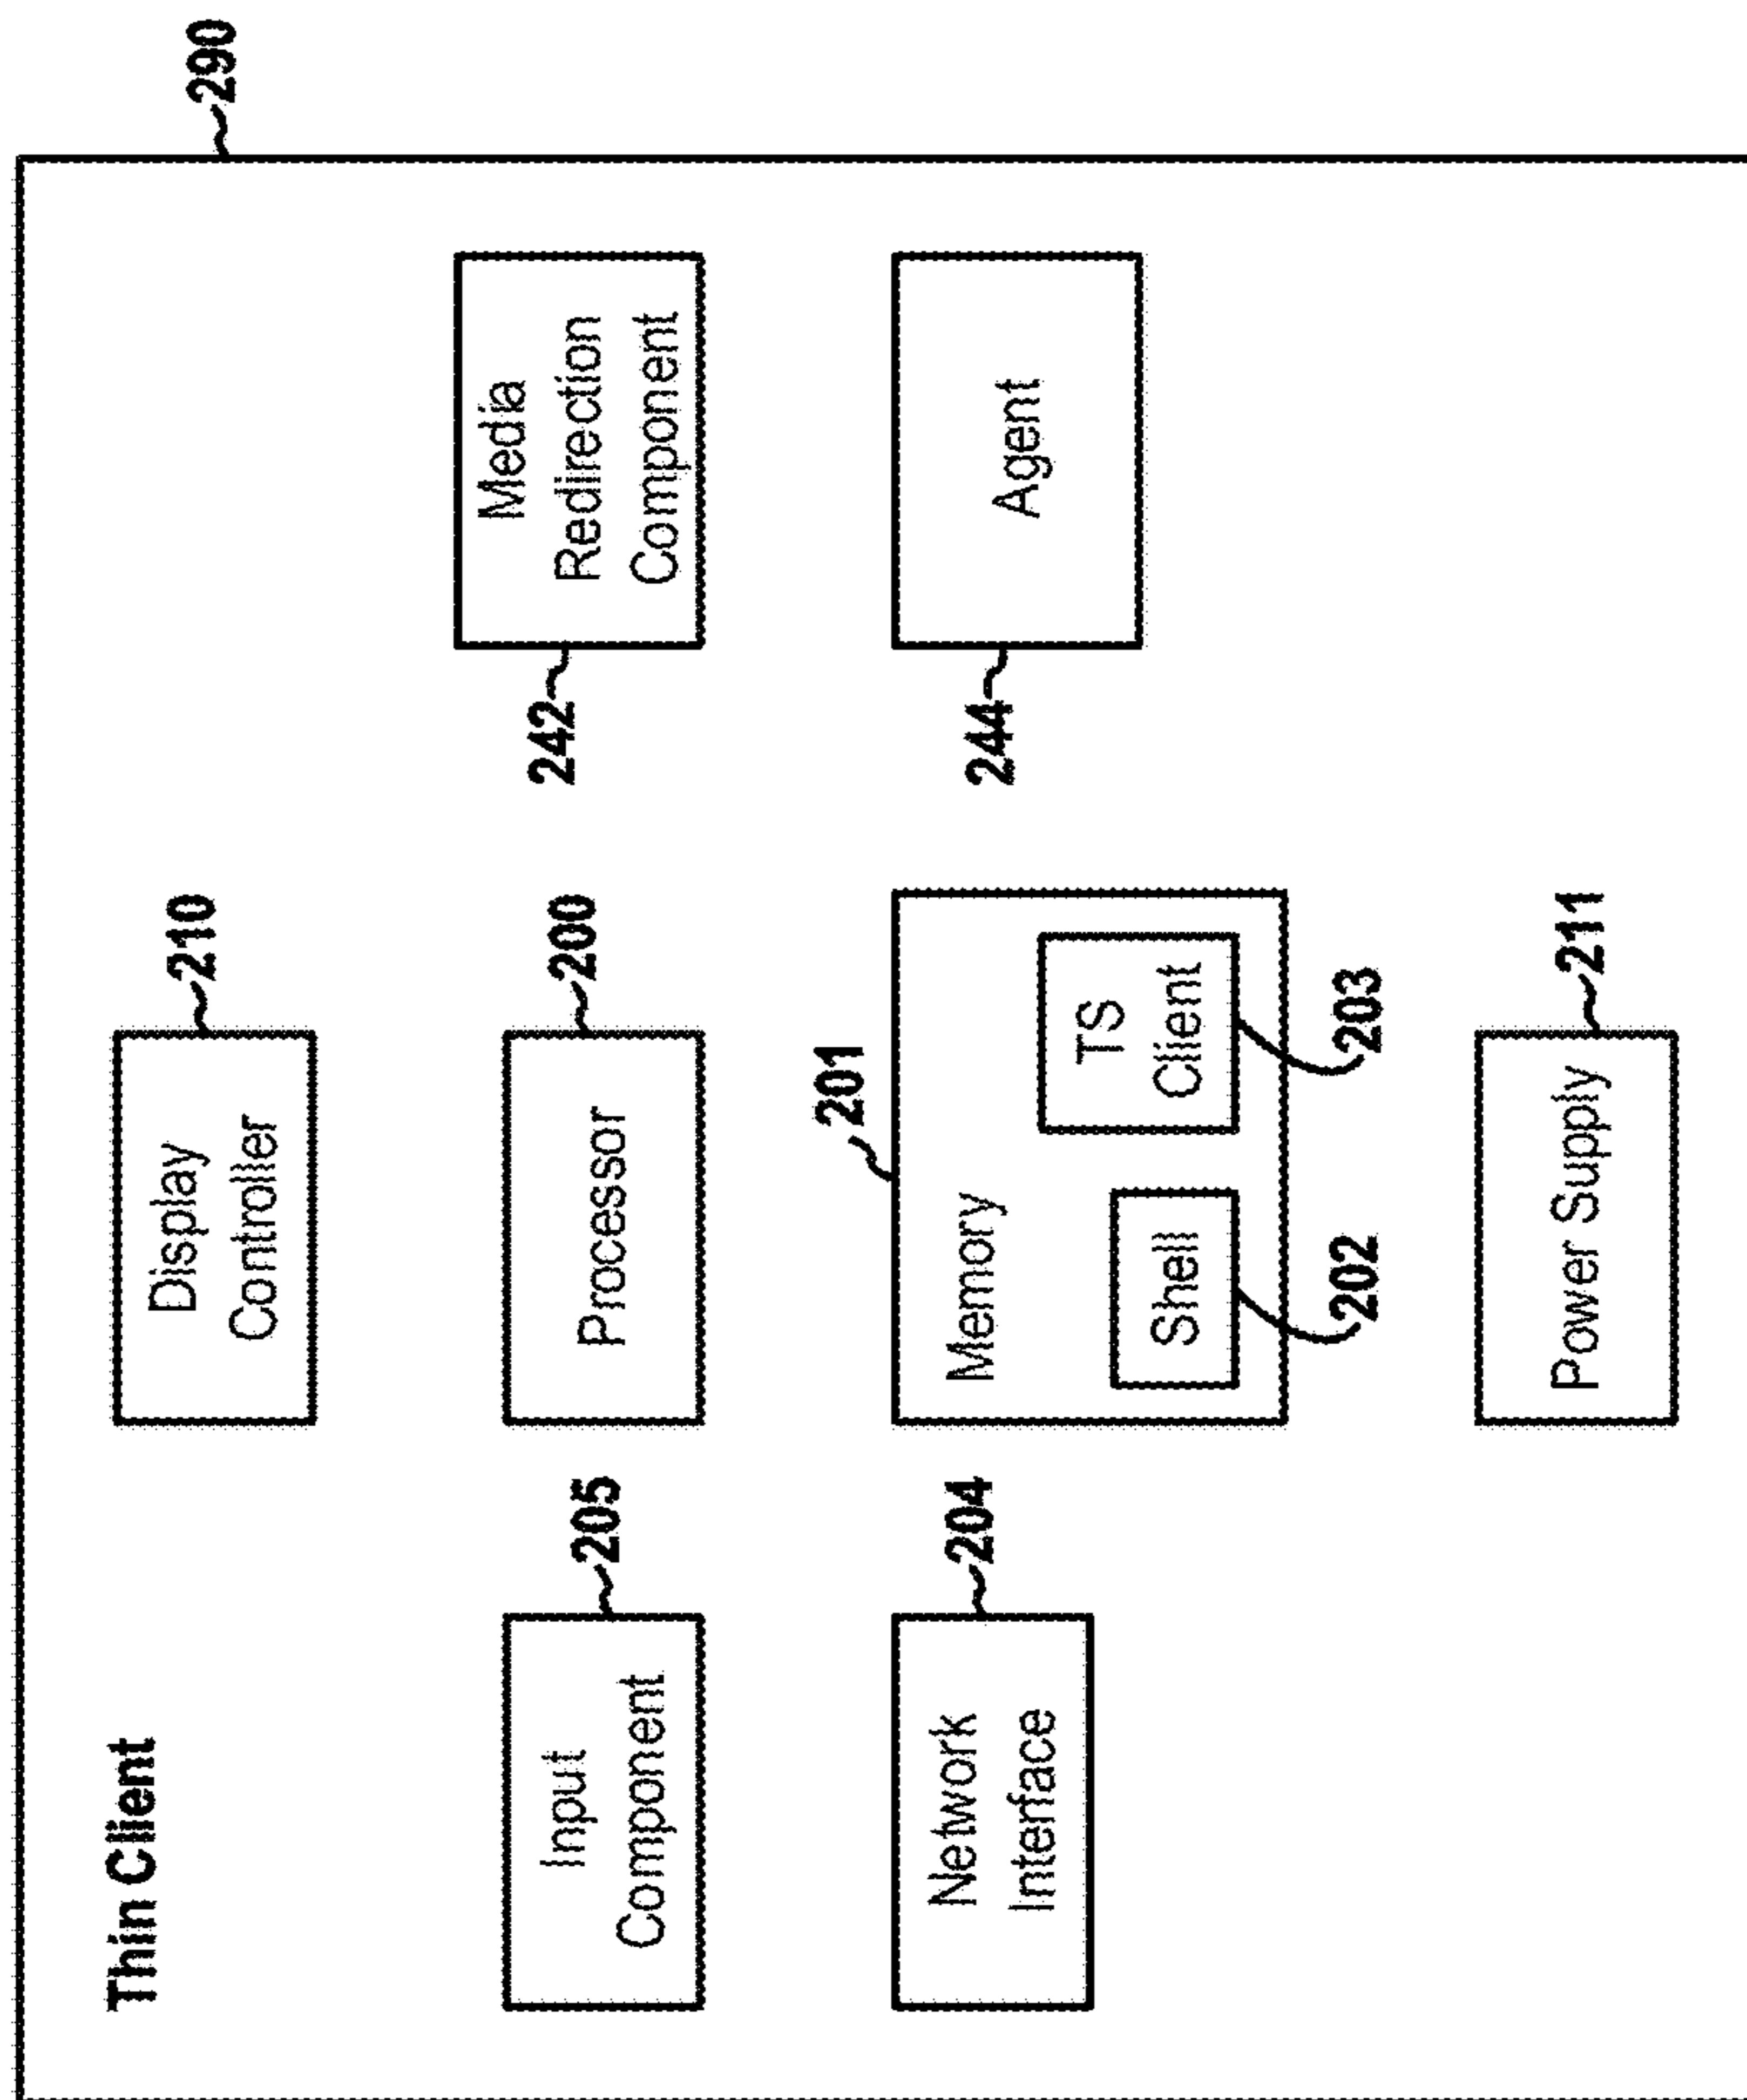 290
Thin Client
210
Display
Controller
205
Input
Component
200
Processor
242
Media
Redirection
Component
204
Network
Interface
201
Memory
Shell
202
TS
Client
203
244
Agent
211
Power Supply